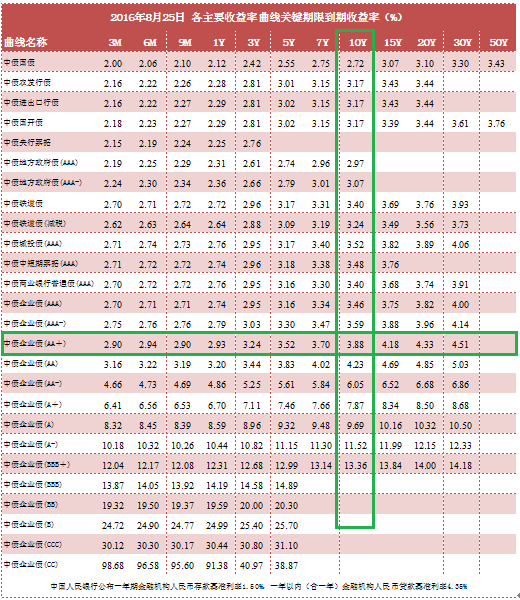 2016年8月25日 各主要收益率曲线关键期限到期收益率（%）
曲线名称 3M 6M 9M 1Y 3Y 5Y 7Y 10Y 15Y 20Y 30Y 50Y
中债国债 2.00 2.06 2.10 2.12 2.42 2.55 2.75 2.72 3.07 3.10 3.30 3.43
中债农发行债 2.16 2.22 2.26 2.28 2.81 3.01 3.15 3.17 3.43 3.44
中债进出口行债 2.16 2.22 2.27 2.29 2.81 3.02 3.15 3.17 3.43 3.44
中债国开债 2.18 2.23 2.27 2.29 2.81 3.02 3.15 3.17 3.39 3.44 3.61 3.76
中债央行票据 2.15 2.19 2.24 2.25 2.76
中债地方政府债(AAA) 2.19 2.25 2.29 2.31 2.61 2.74 2.96 2.97
中债地方政府债(AAA-) 2.24 2.30 2.34 2.36 2.66 2.79 3.01 3.07
中债铁道债 2.70 2.71 2.72 2.72 2.96 3.17 3.31 3.40 3.69 3.76 3.93
中债铁道债(减税) 2.62 2.63 2.64 2.64 2.88 3.09 3.19 3.24 3.49 3.56 3.73
中债城投债(AAA) 2.71 2.74 2.73 2.76 2.95 3.17 3.40 3.52 3.82 3.89 4.06
中债中短期票据(AAA) 2.71 2.72 2.72 2.74 2.96 3.18 3.38 3.48 3.76
中债商业银行普通债(AAA) 2.70 2.72 2.72 2.76 2.95 3.16 3.30 3.40 3.68 3.74 3.91
中债企业债(AAA) 2.70 2.71 2.71 2.74 2.95 3.16 3.34 3.46 3.75 3.82 4.00
中债企业债(AAA-) 2.75 2.76 2.76 2.79 3.03 3.30 3.47 3.59 3.88 3.96 4.14
中债企业债(AA＋) 2.90 2.94 2.90 2.93 3.24 3.52 3.70 3.88 4.18 4.33 4.51
中债企业债(AA) 3.16 3.22 3.19 3.20 3.44 3.83 4.02 4.23 4.69 4.85 5.03
中债企业债(AA-) 4.66 4.73 4.69 4.86 5.25 5.61 5.84 6.05 6.52 6.68 6.86
中债企业债(A＋) 6.41 6.56 6.53 6.70 7.11 7.46 7.66 7.87 8.34 8.50 8.68
中债企业债(A) 8.32 8.45 8.39 8.59 8.96 9.32 9.48 9.69 10.16 10.32 10.50
中债企业债(A-) 10.18 10.32 10.26 10.44 10.82 11.15 11.30 11.52 11.99 12.15 12.33
中债企业债(BBB＋) 12.04 12.17 12.08 12.31 12.68 12.99 13.14 13.36 13.84 14.00 14.18
中债企业债(BBB) 13.87 14.05 13.92 14.19 14.58 14.89
中债企业债(BB) 19.32 19.50 19.37 19.59 20.00 20.30
中债企业债(B) 24.72 24.90 24.77 24.99 25.40 25.70
中债企业债(CCC) 30.12 30.30 30.17 30.44 30.80 31.10
中债企业债(CC) 98.68 96.58 95.60 91.38 40.97 38.87
中国人民银行公布一年期金融机构人民币存款基准利率1.50% 一年以内（含一年）金融机构人民币贷款基准利率4.35%